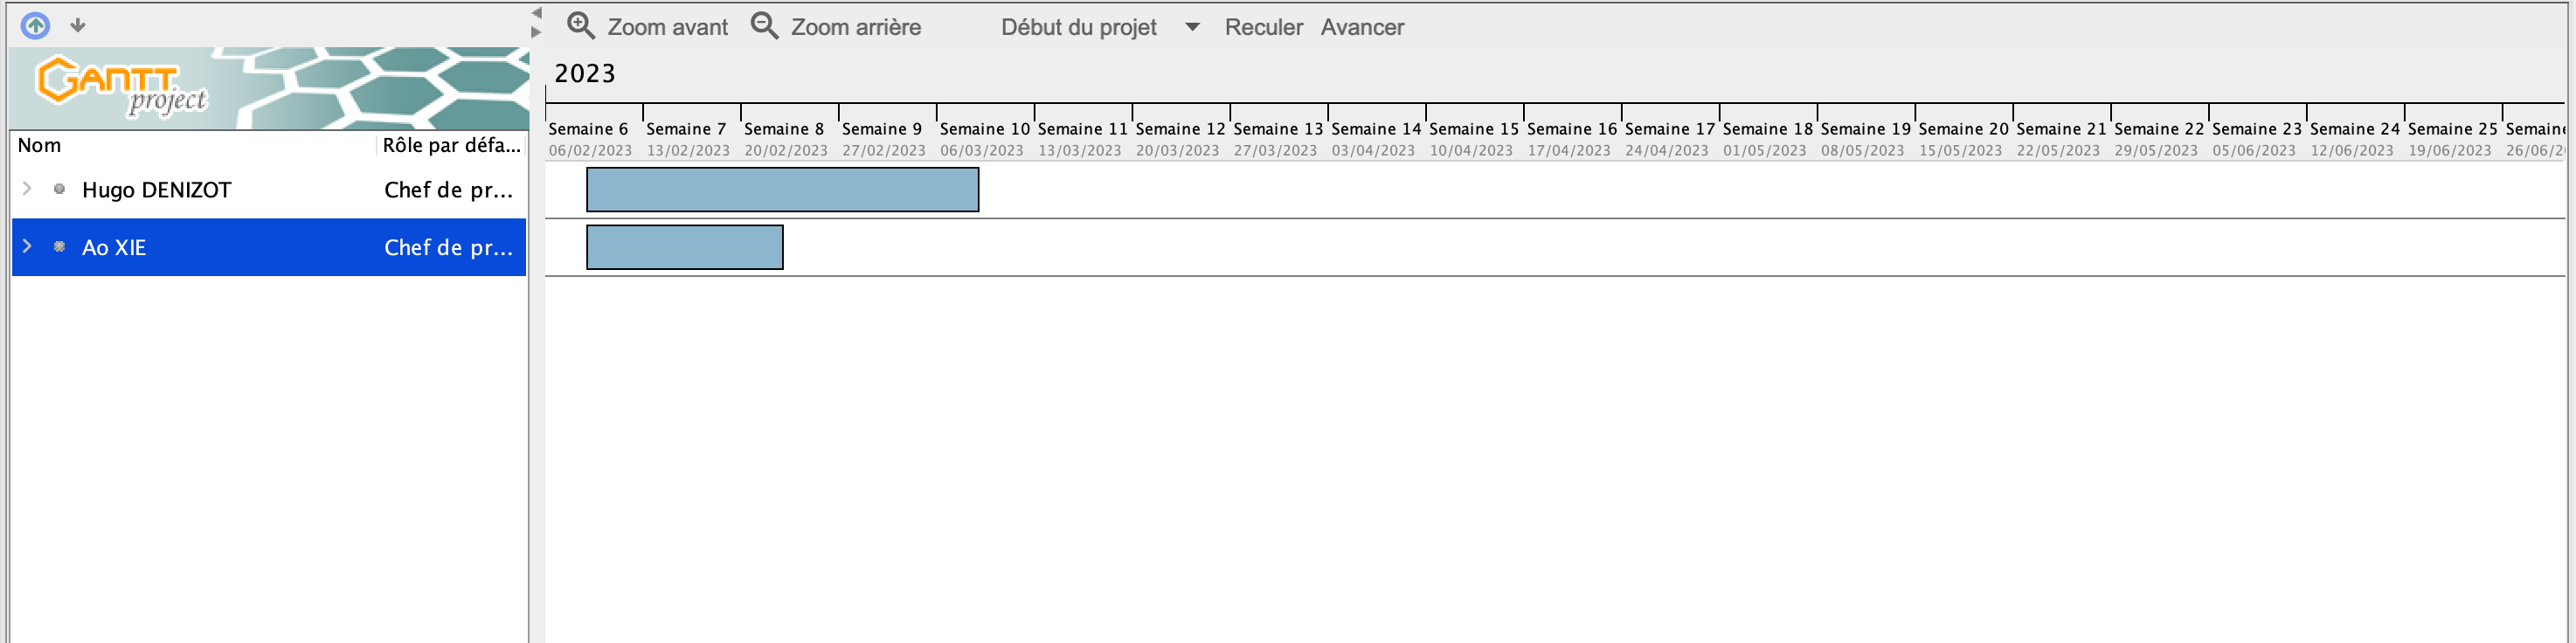 Zoom avant Zoom arrière Début du projet Reculer Avancer
GANTT
project
2023
Semaine 6 Semaine 7 Semaine 8 Semaine 9 Semaine 10 Semaine 11 Semaine 12 Semaine 13 Semaine 14 Semaine 15 Semaine 16 Semaine 17 Semaine 18 Semaine 19 Semaine 20 Semaine 21 Semaine 22 Semaine 23 Semaine 24 Semaine 25 Semaine
06/02/2023 13/02/2023 20/02/2023 27/02/2023 06/03/2023 13/03/2023 20/03/2023 27/03/2023 03/04/2023 10/04/2023 17/04/2023 24/04/2023 01/05/2023 08/05/2023 15/05/2023 22/05/2023 29/05/2023 05/06/2023 12/06/2023 19/06/2023 26/06/2
Nom Rôle par défa...
Hugo DENIZOT Chef de pr...
Ao XIE Chef de pr...